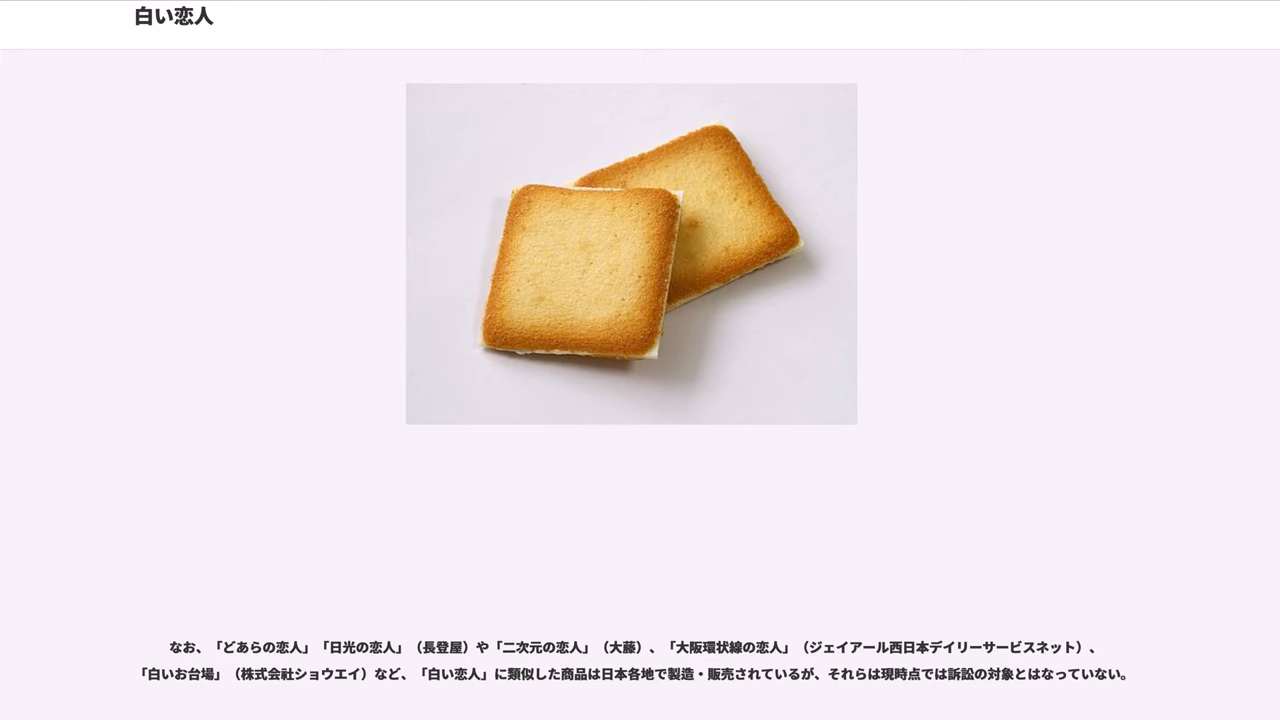 白い恋人
なお、「どあらの恋人」「日光の恋人」（長登屋）や「二次元の恋人」（大藤）、「大阪環状線の恋人」（ジェイアール西日本デイリーサービスネット）、
「白いお台場」（株式会社ショウエイ）など、「白い恋人」に類似した商品は日本各地で製造・販売されているが、それらは現時点では訴訟の対象とはなっていない。